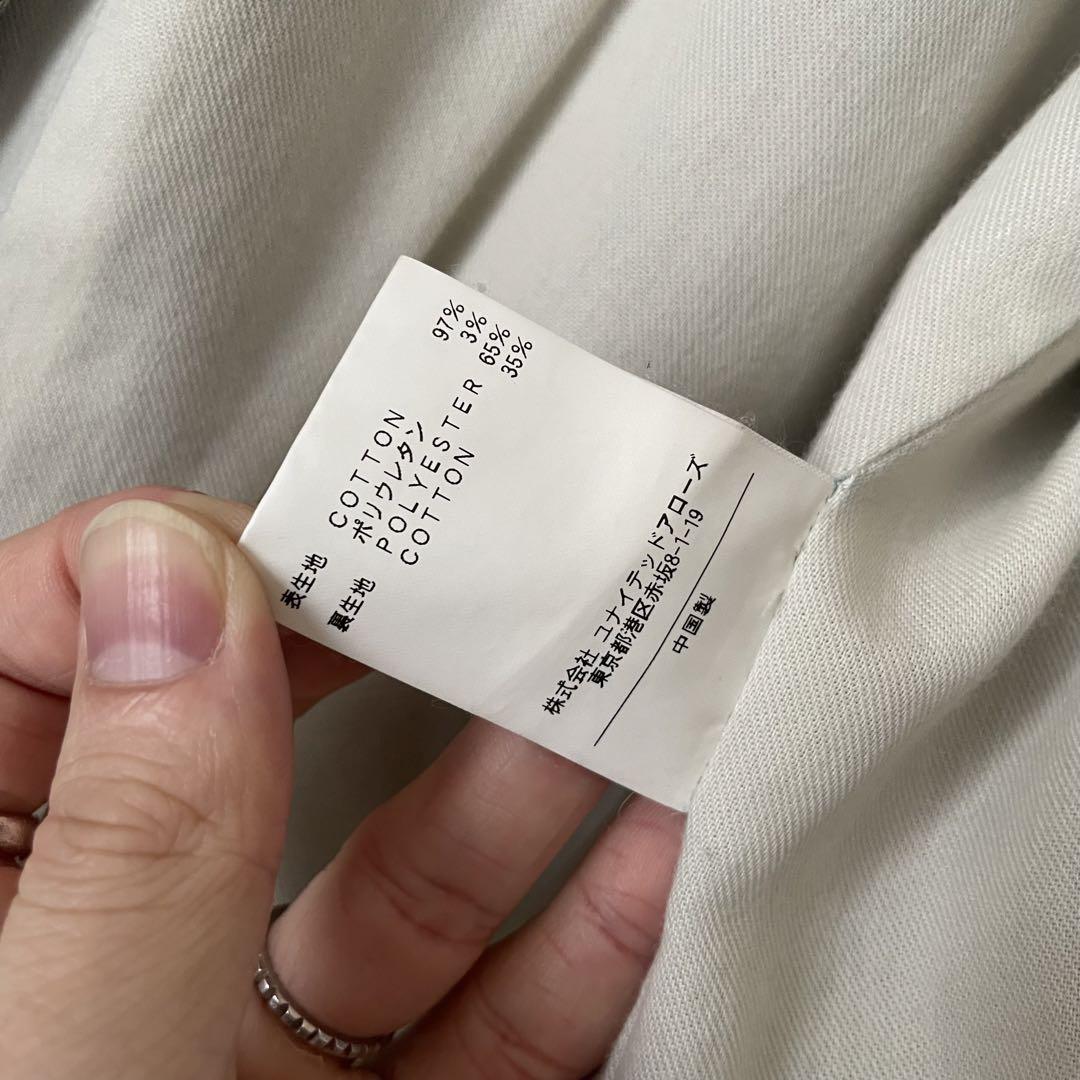 表生地 COTTON 97%
ポリウレタン 3%
裏生地 POLYESTER 65%
COTTON 35%
株式会社 ユナイテッドアローズ
東京都港区赤坂8-1-19
中国製